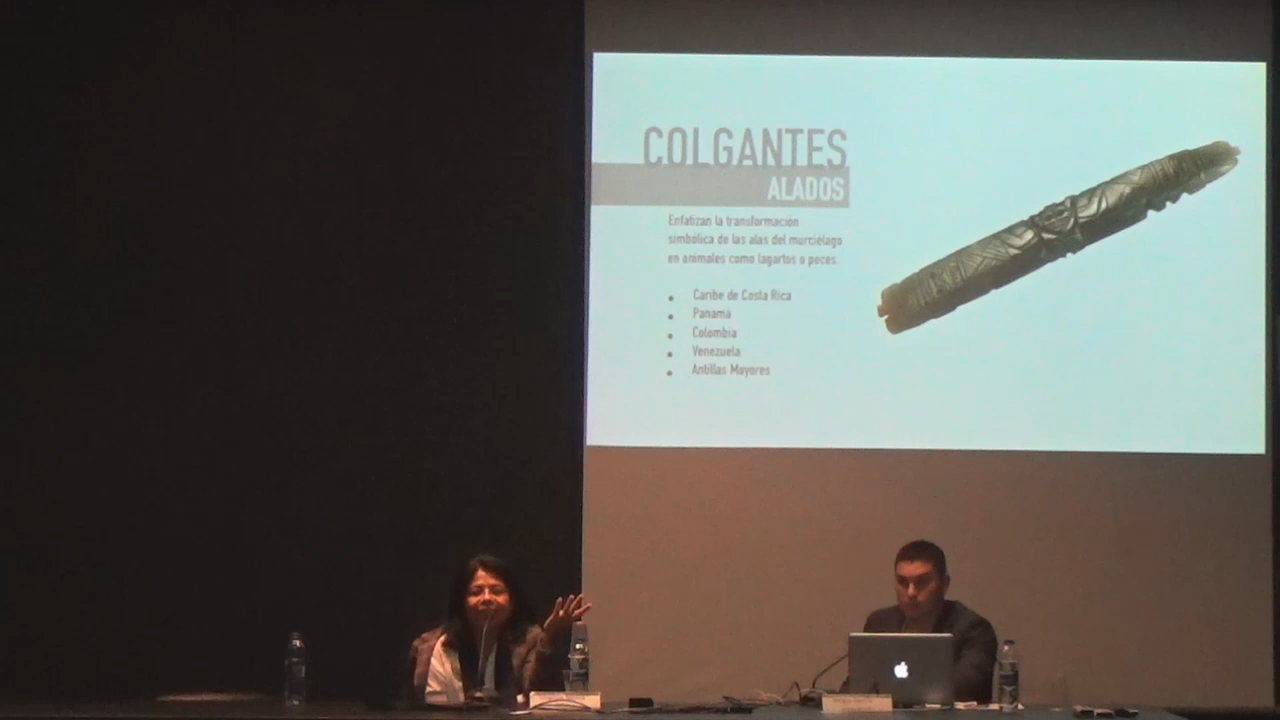 COLGANTES
ALADOS
Enfatizan la transformación
simbólica de las alas del murciélago
en animales como lagartos o peces.
• Caribe de Costa Rica
• Panamá
• Colombia
• Venezuela
• Antillas Mayores